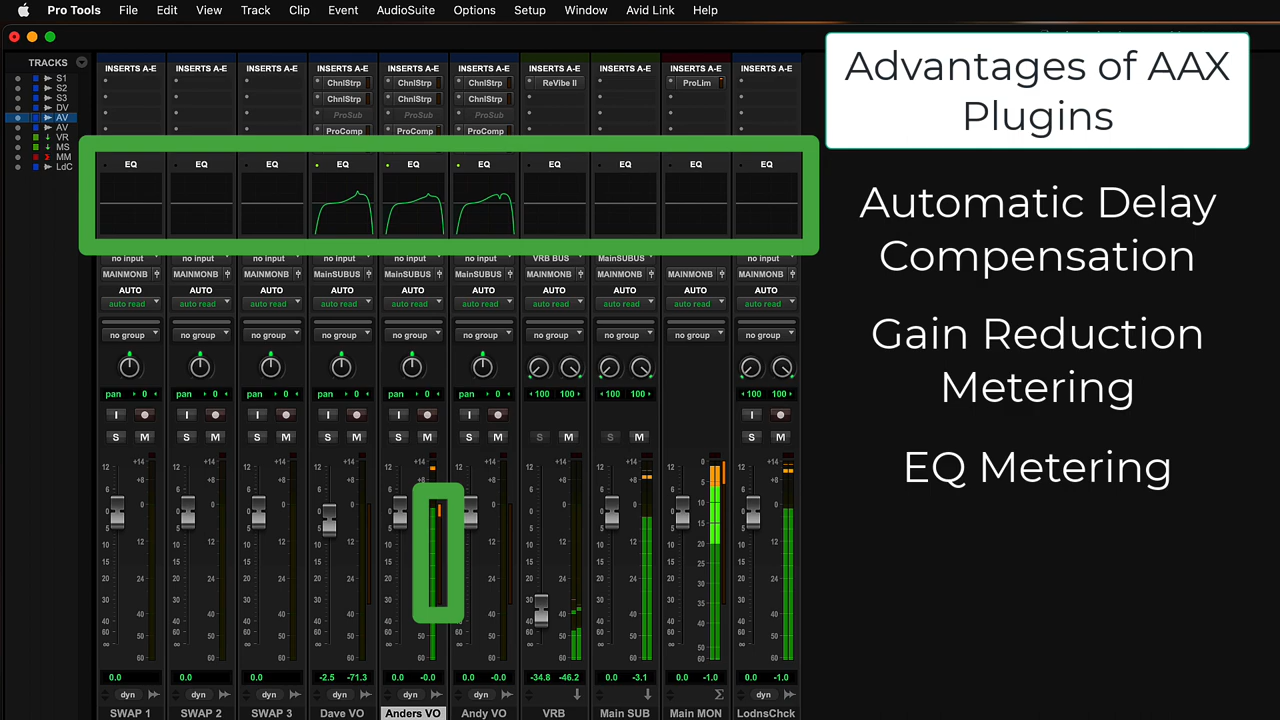 Pro Tools File Edit View Track Clip Event AudioSuite Options Setup Window Avid Link Help
TRACKS
S1
S2
S3
DV
AV
AV
VR
MS
MM
LdC
INSERTS A-E INSERTS A-E INSERTS A-E INSERTS A-E INSERTS A-E INSERTS A-E INSERTS A-E INSERTS A-E INSERTS A-E INSERTS A-E
ChnlStrp ChnlStrp ChnlStrp ReVibe II ProLim
ChnlStrp ChnlStrp ChnlStrp
ProSub ProSub ProSub
ProComp ProComp ProComp
EQ EQ EQ EQ EQ EQ EQ EQ EQ EQ
no input no input no input no input no input no input VRB BUS MainSUBUS no input
MAINMONB MAINMONB MAINMONB MainSUBUS MainSUBUS MainSUBUS MainSUBUS MAINMONB MAINMONB MAINMONB
AUTO AUTO AUTO AUTO AUTO AUTO AUTO AUTO AUTO AUTO
auto read auto read auto read auto read auto read auto read auto read auto read auto read auto read
no group no group no group no group no group no group no group no group no group no group
pan 0 pan 0 pan 0 pan 0 pan 0 pan 0 100 100 100 100 100 100
I I I I I I I
S M S M S M S M S M S M S M S M S M
0.0 0.0 0.0 -2.5 -71.3 0.0 -0.0 0.0 -0.0 -34.8 -46.2 0.0 -3.1 0.0 -1.0 0.0 -1.0
dyn dyn dyn dyn dyn dyn Σ dyn
SWAP 1 SWAP 2 SWAP 3 Dave VO Anders VO Andy VO VRB Main SUB Main MON LodnsChck
Advantages of AAX
Plugins
Automatic Delay
Compensation
Gain Reduction
Metering
EQ Metering